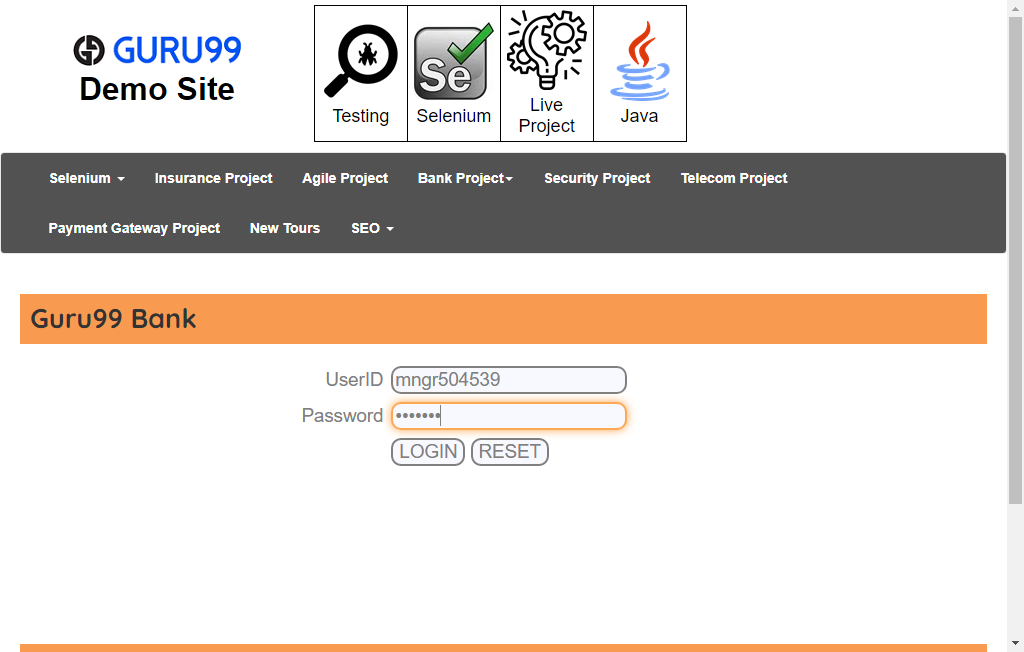 GURU99
Demo Site
Testing
Se
Selenium
Live
Project
Java
Selenium
Insurance Project
Agile Project
Bank Project
Security Project
Telecom Project
Payment Gateway Project
New Tours
SEO
Guru99 Bank
UserID mngr504539
Password •••••••
LOGIN RESET